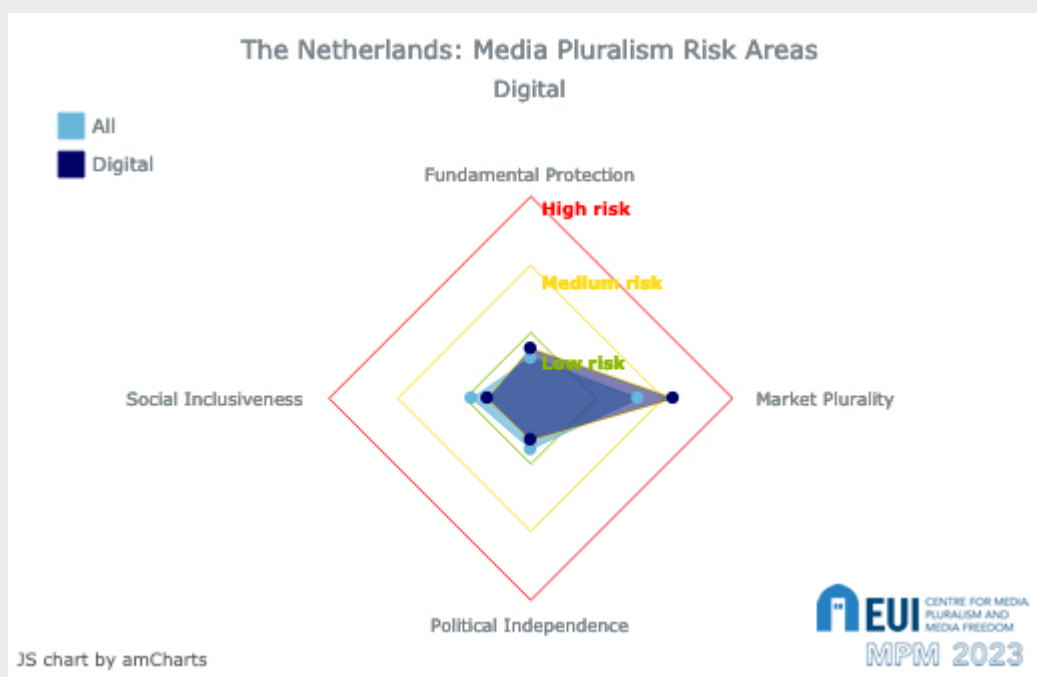 The Netherlands: Media Pluralism Risk Areas
Digital
All
Digital
Fundamental Protection
High risk
Medium risk
Low risk
Social Inclusiveness
Market Plurality
Political Independence
EUI
CENTRE FOR MEDIA
PLURALISM AND
MEDIA FREEDOM
MPM 2023
JS chart by amCharts